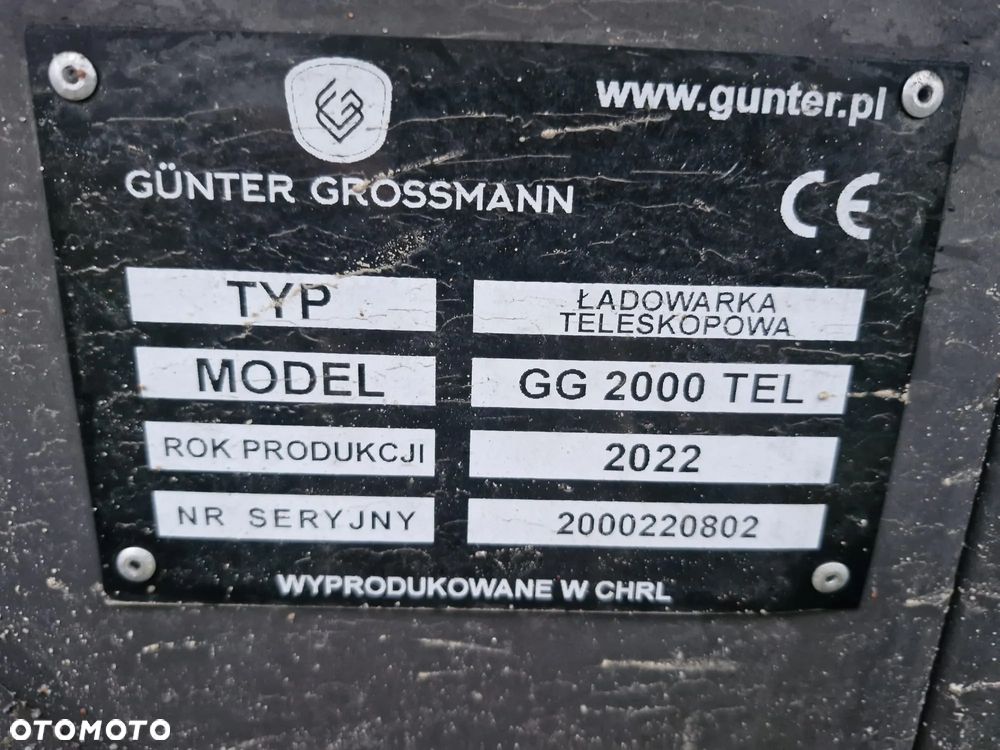 www.gunter.pl
GÜNTER GROSSMANN
CE
TYP
ŁADOWARKA
TELESKOPOWA
MODEL
GG 2000 TEL
ROK PRODUKCJI
2022
NR SERYJNY
2000220802
WYPRODUKOWANE W CHRL
OTOMOTO